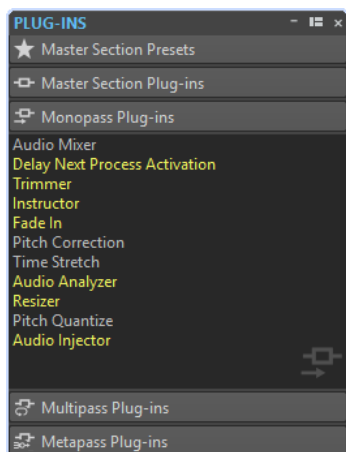 PLUG-INS
Master Section Presets
Master Section Plug-ins
Monopass Plug-ins
Audio Mixer
Delay Next Process Activation
Trimmer
Instructor
Fade In
Pitch Correction
Time Stretch
Audio Analyzer
Resizer
Pitch Quantize
Audio Injector
Multipass Plug-ins
Metapass Plug-ins